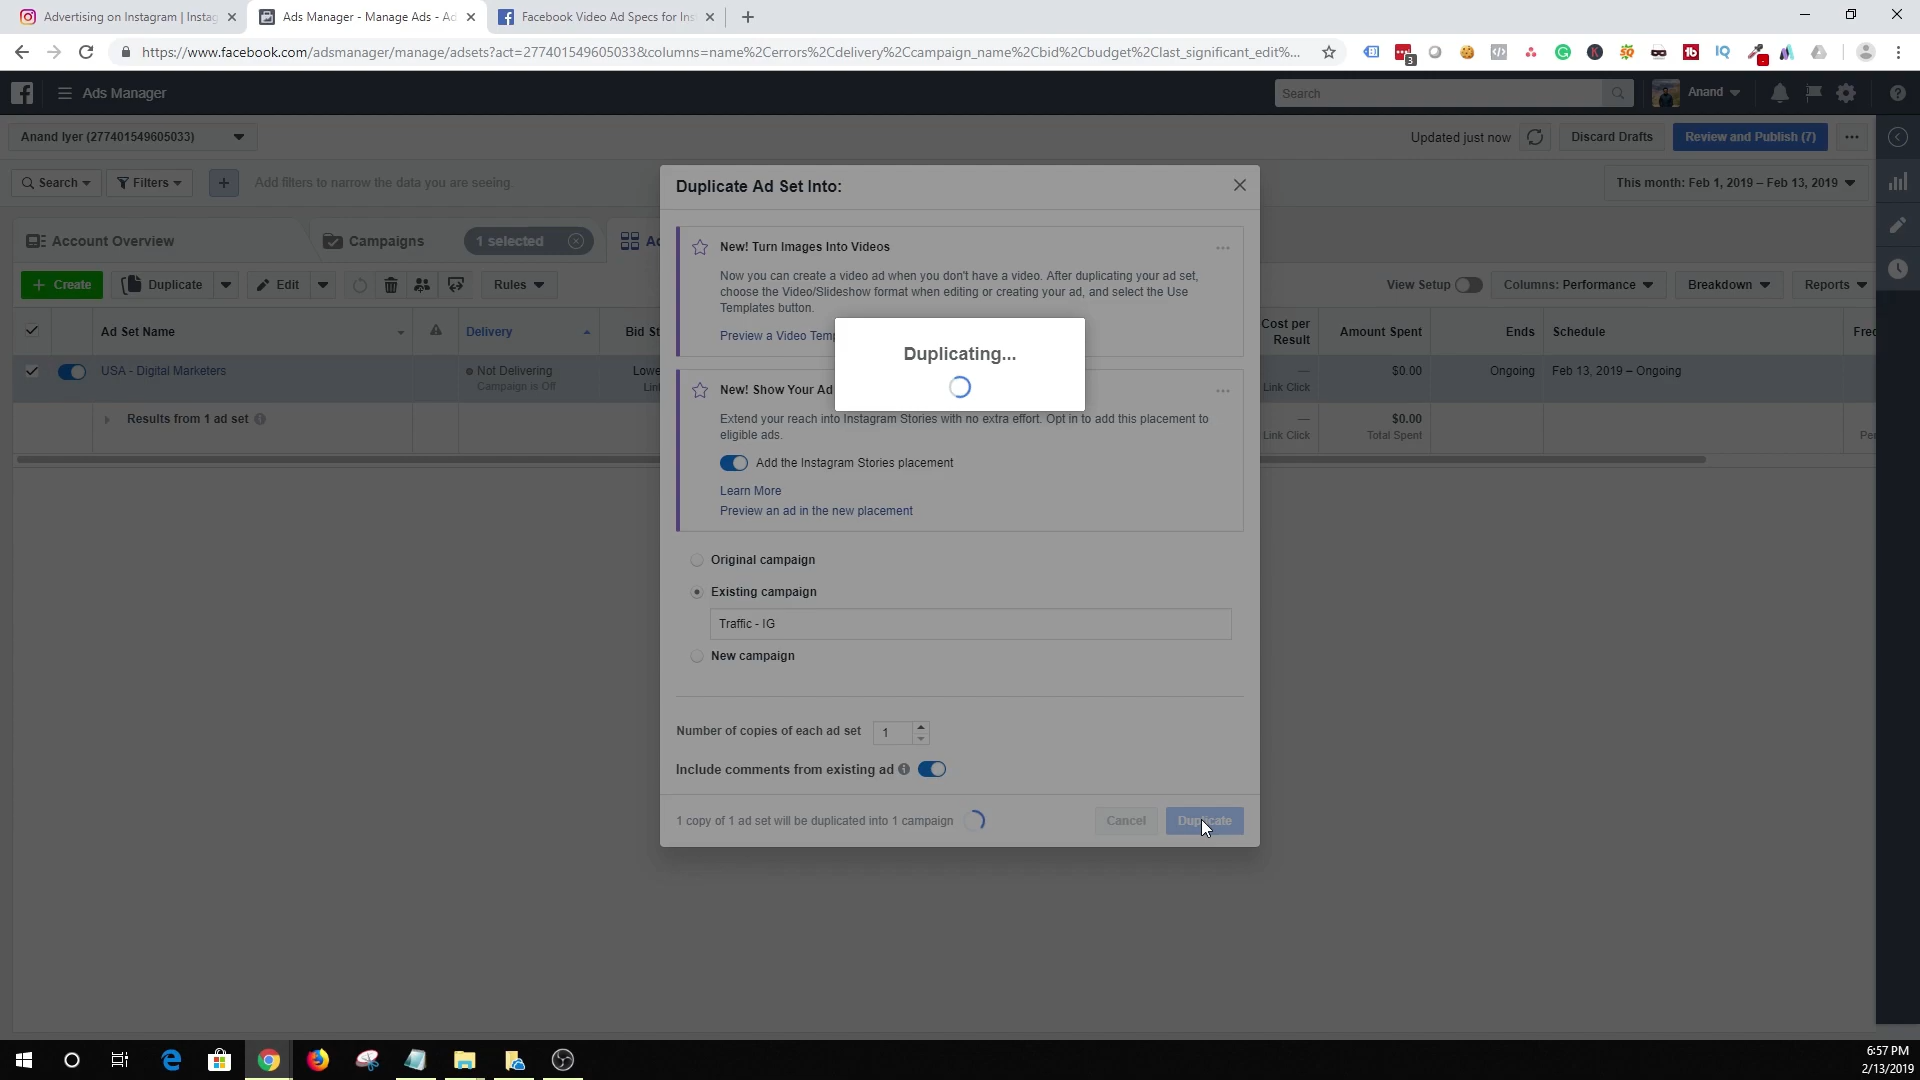 Advertising on Instagram | Instag
Ads Manager - Manage Ads - Ad
Facebook Video Ad Specs for Ins
https://www.facebook.com/adsmanager/manage/adsets?act=277401549605033&columns=name%2Cerrors%2Cdelivery%2Ccampaign_name%2Cbid%2Cbudget%2Clast_significant_edit%...
Ads Manager
Search
Anand
Anand Iyer (277401549605033)
Updated just now
Discard Drafts
Review and Publish (7)
Search
Filters
Add filters to narrow the data you are seeing.
This month: Feb 1, 2019 – Feb 13, 2019
Account Overview
Campaigns
1 selected
Create
Duplicate
Edit
Rules
View Setup
Columns: Performance
Breakdown
Reports
Ad Set Name
Delivery
Bid St
Cost per
Result
Amount Spent
Ends
Schedule
Fre
USA - Digital Marketers
Not Delivering
Campaign is Off
Lowe
Lin
—
Link Click
$0.00
Ongoing
Feb 13, 2019 – Ongoing
Results from 1 ad set
—
Link Click
$0.00
Total Spent
Pe
Duplicate Ad Set Into:
New! Turn Images Into Videos
Now you can create a video ad when you don't have a video. After duplicating your ad set,
choose the Video/Slideshow format when editing or creating your ad, and select the Use
Templates button.
Preview a Video Temp
Duplicating...
New! Show Your Ad
Extend your reach into Instagram Stories with no extra effort. Opt in to add this placement to
eligible ads.
Add the Instagram Stories placement
Learn More
Preview an ad in the new placement
Original campaign
Existing campaign
Traffic - IG
New campaign
Number of copies of each ad set
1
Include comments from existing ad
1 copy of 1 ad set will be duplicated into 1 campaign
Cancel
Duplicate
6:57 PM
2/13/2019